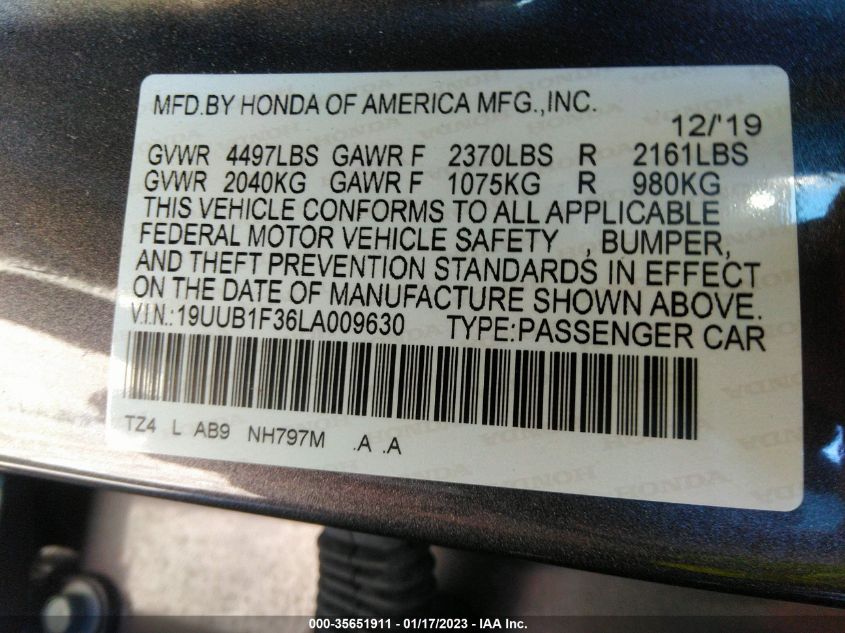 MFD.BY HONDA OF AMERICA MFG.,INC.
12/'19
GVWR 4497LBS GAWR F 2370LBS R 2161LBS
GVWR 2040KG GAWR F 1075KG R 980KG
THIS VEHICLE CONFORMS TO ALL APPLICABLE
FEDERAL MOTOR VEHICLE SAFETY , BUMPER,
AND THEFT PREVENTION STANDARDS IN EFFECT
ON THE DATE OF MANUFACTURE SHOWN ABOVE.
V.I.N.:19UUB1F36LA009630 TYPE:PASSENGER CAR
TZ4 L AB9 NH797M .A .A
000-35651911 - 01/17/2023 - IAA Inc.